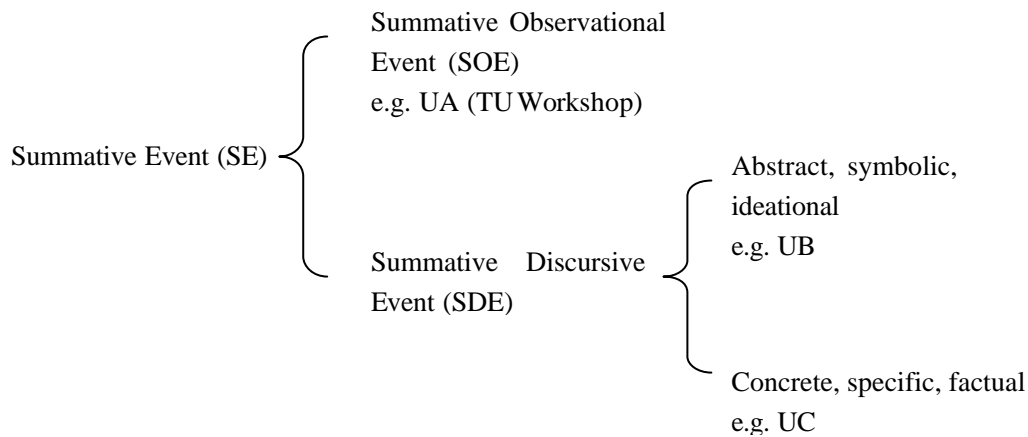 Summative Observational
Event (SOE)
e.g. UA (TU Workshop)
Summative Event (SE)
Abstract, symbolic,
ideational
e.g. UB
Summative Discursive
Event (SDE)
Concrete, specific, factual
e.g. UC